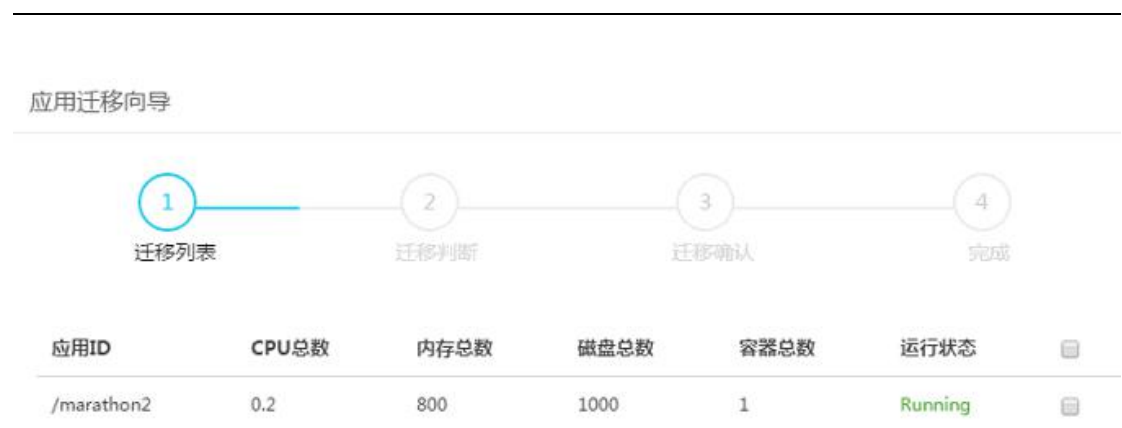 应用迁移向导
1 2 3 4
迁移列表 迁移判断 迁移确认 完成
应用ID CPU总数 内存总数 磁盘总数 容器总数 运行状态
/marathon2 0.2 800 1000 1 Running